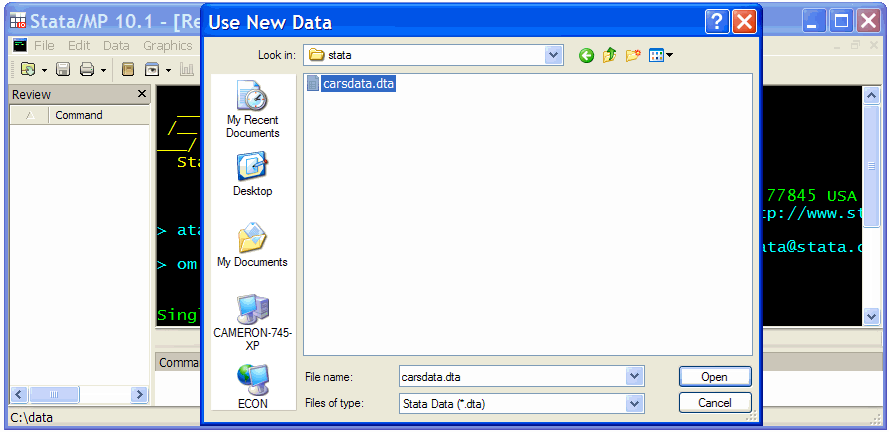 Stata/MP 10.1 - [Re
File Edit Data Graphics
Review
Command
Sta
77845 USA
tp://www.st
> ata
ata@stata.c
> om
Singl
Comma
C:\data
Use New Data
Look in: stata
carsdata.dta
My Recent
Documents
Desktop
My Documents
CAMERON-745-
XP
ECON
File name: carsdata.dta
Open
Files of type: Stata Data (*.dta)
Cancel